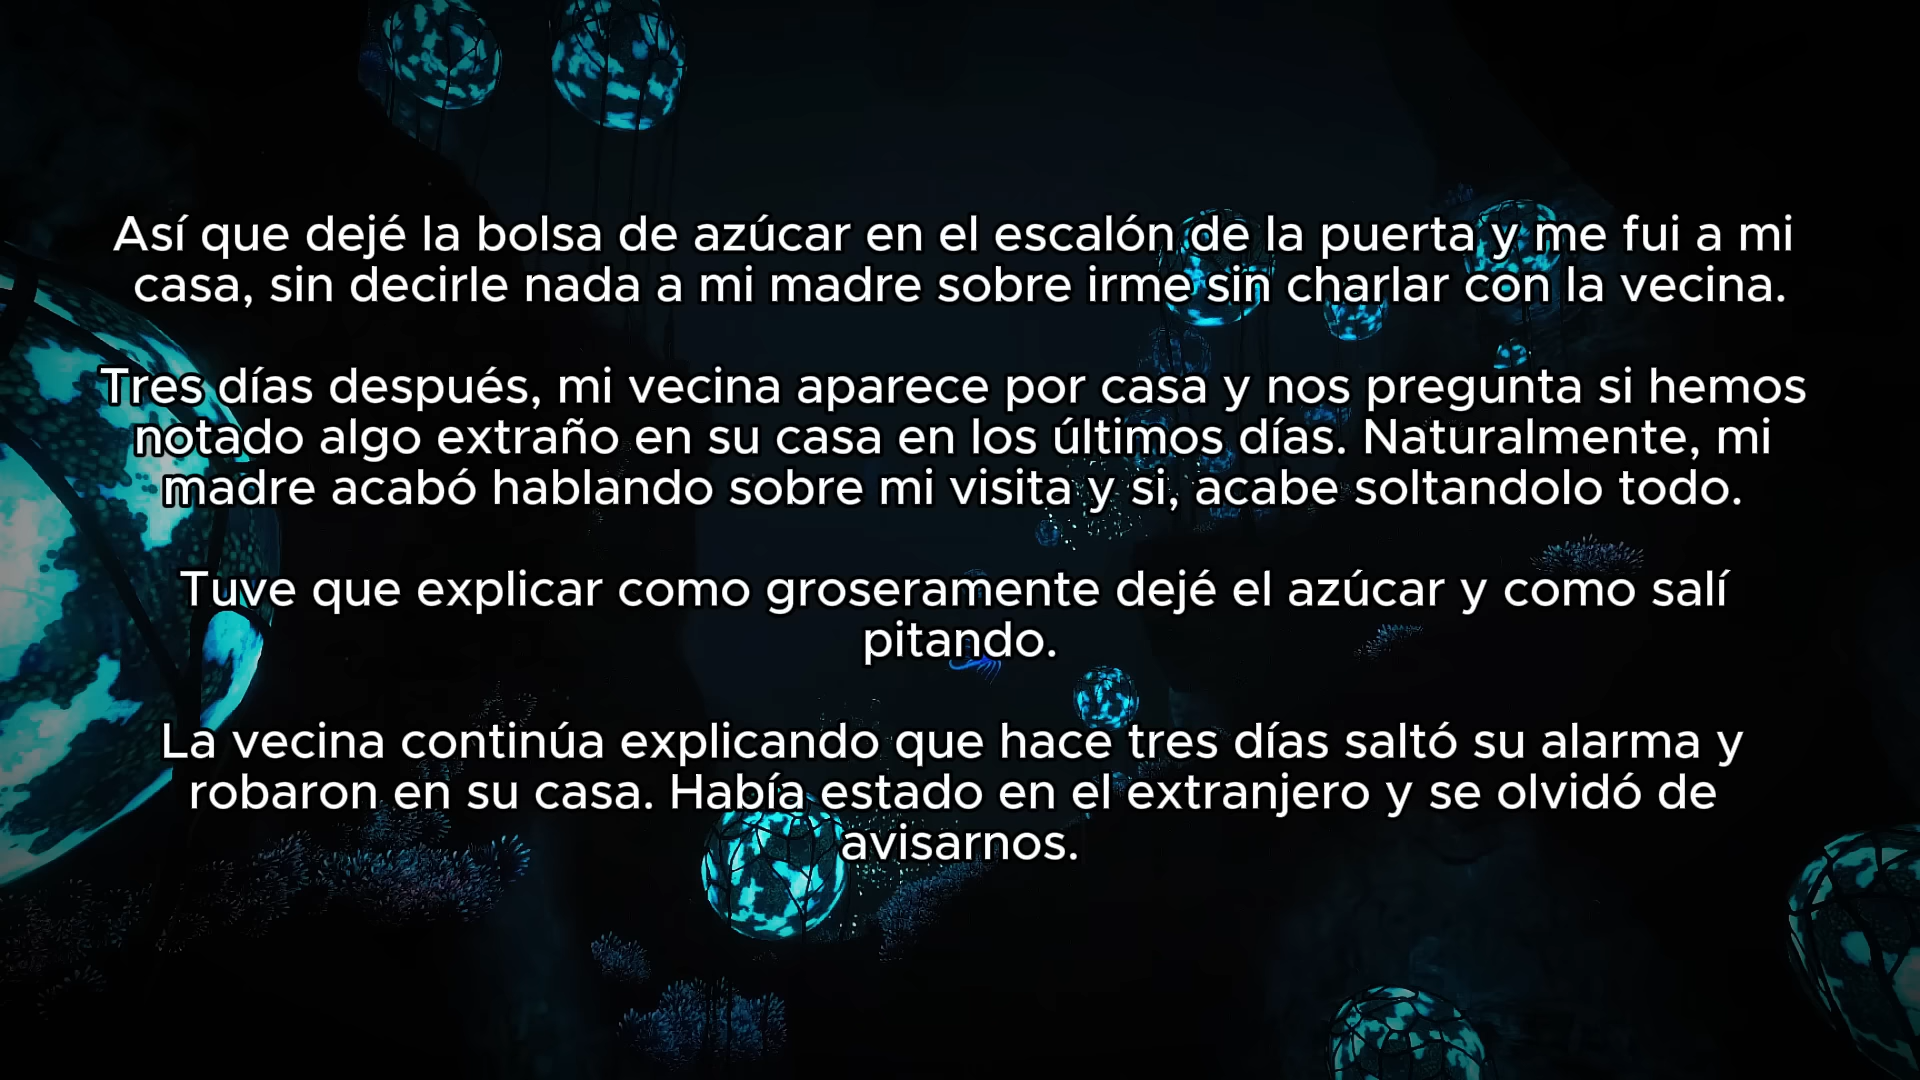 Así que dejé la bolsa de azúcar en el escalón de la puerta y me fui a mi
casa, sin decirle nada a mi madre sobre irme sin charlar con la vecina.
Tres días después, mi vecina aparece por casa y nos pregunta si hemos
notado algo extraño en su casa en los últimos días. Naturalmente, mi
madre acabó hablando sobre mi visita y si, acabe soltandolo todo.
Tuve que explicar como groseramente dejé el azúcar y como salí
pitando.
La vecina continúa explicando que hace tres días saltó su alarma y
robaron en su casa. Había estado en el extranjero y se olvidó de
avisarnos.